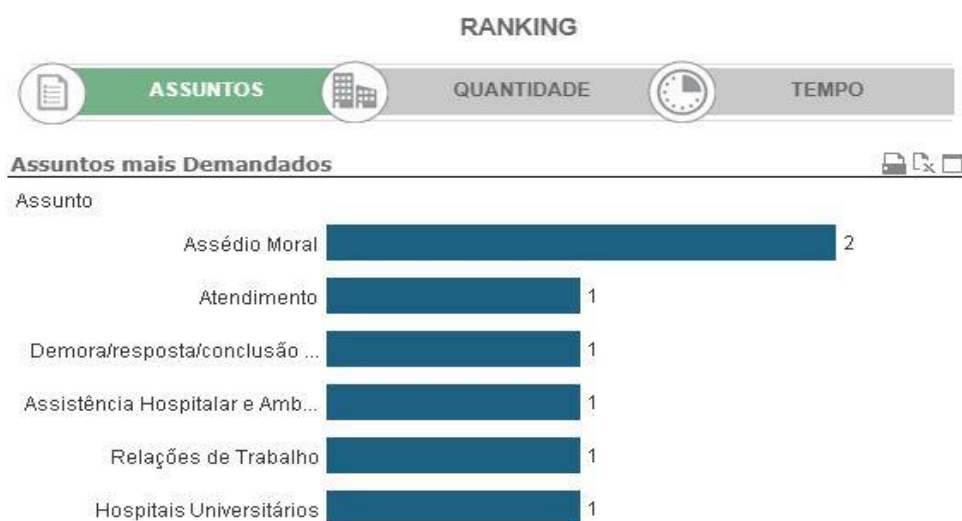 RANKING
ASSUNTOS QUANTIDADE TEMPO
Assuntos mais Demandados
Assunto
Assédio Moral 2
Atendimento 1
Demora/resposta/conclusão ... 1
Assistência Hospitalar e Amb... 1
Relações de Trabalho 1
Hospitais Universitários 1